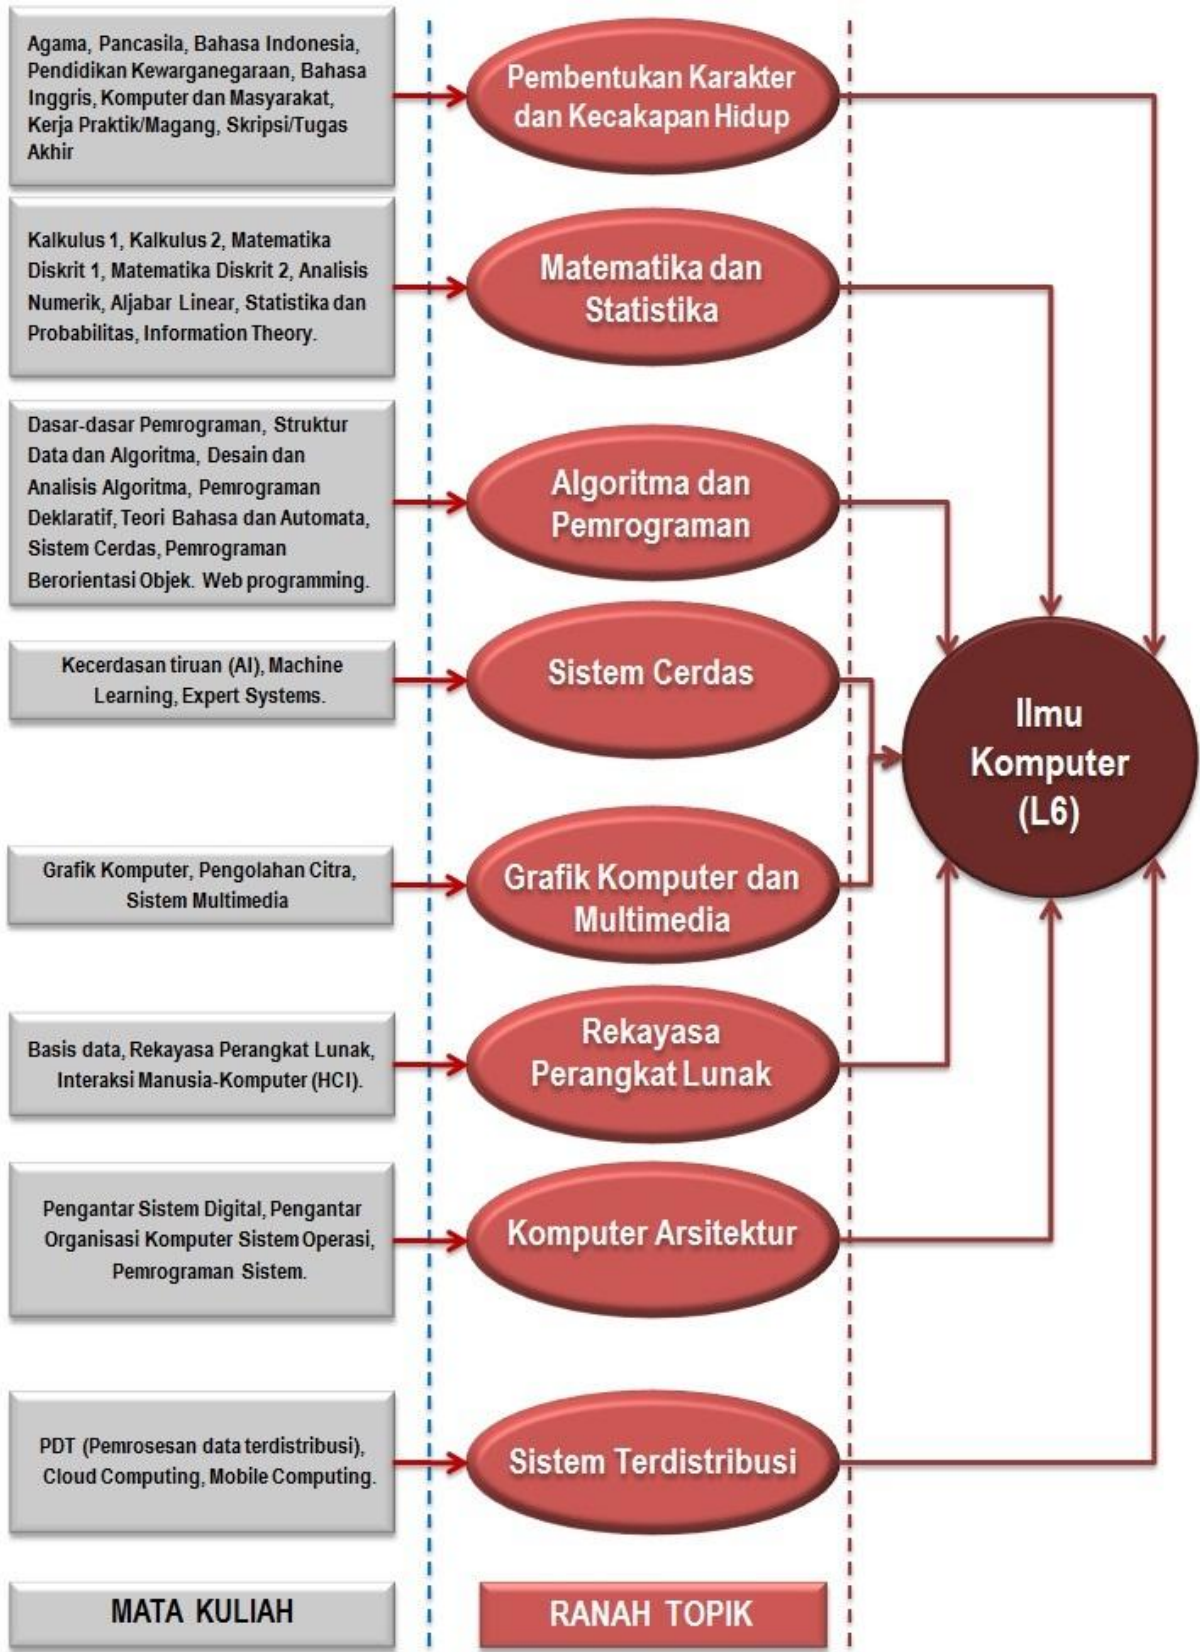 Agama, Pancasila, Bahasa Indonesia,
Pendidikan Kewarganegaraan, Bahasa
Inggris, Komputer dan Masyarakat,
Kerja Praktik/Magang, Skripsi/Tugas
Akhir
Pembentukan Karakter
dan Kecakapan Hidup
Kalkulus 1, Kalkulus 2, Matematika
Diskrit 1, Matematika Diskrit 2, Analisis
Numerik, Aljabar Linear, Statistika dan
Probabilitas, Information Theory.
Matematika dan
Statistika
Dasar-dasar Pemrograman, Struktur
Data dan Algoritma, Desain dan
Analisis Algoritma, Pemrograman
Deklaratif, Teori Bahasa dan Automata,
Sistem Cerdas, Pemrograman
Berorientasi Objek. Web programming.
Algoritma dan
Pemrograman
Kecerdasan tiruan (AI), Machine
Learning, Expert Systems.
Sistem Cerdas
Ilmu
Komputer
(L6)
Grafik Komputer, Pengolahan Citra,
Sistem Multimedia
Grafik Komputer dan
Multimedia
Basis data, Rekayasa Perangkat Lunak,
Interaksi Manusia-Komputer (HCI).
Rekayasa
Perangkat Lunak
Pengantar Sistem Digital, Pengantar
Organisasi Komputer Sistem Operasi,
Pemrograman Sistem.
Komputer Arsitektur
PDT (Pemrosesan data terdistribusi),
Cloud Computing, Mobile Computing.
Sistem Terdistribusi
MATA KULIAH
RANAH TOPIK